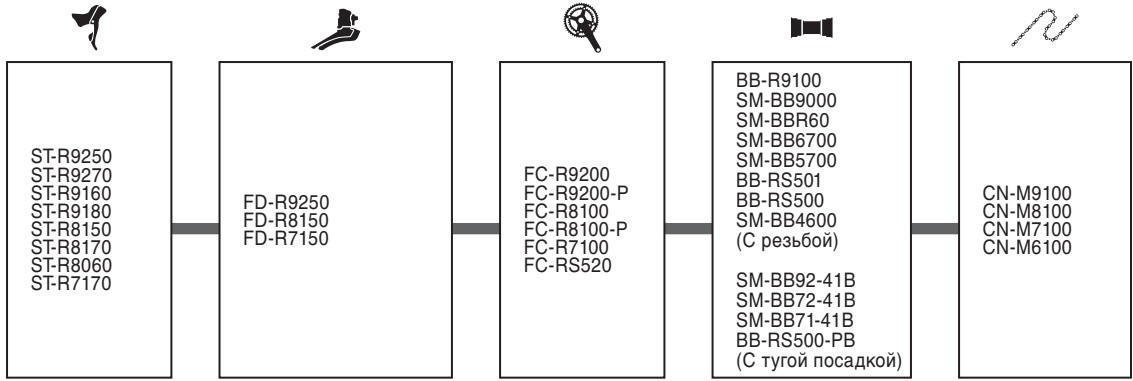 ST-R9250
ST-R9270
ST-R9160
ST-R9180
ST-R8150
ST-R8170
ST-R8060
ST-R7170
FD-R9250
FD-R8150
FD-R7150
FC-R9200
FC-R9200-P
FC-R8100
FC-R8100-P
FC-R7100
FC-RS520
BB-R9100
SM-BB9000
SM-BBR60
SM-BB6700
SM-BB5700
BB-RS501
BB-RS500
SM-BB4600
(С резьбой)
SM-BB92-41B
SM-BB72-41B
SM-BB71-41B
BB-RS500-PB
(С тугой посадкой)
CN-M9100
CN-M8100
CN-M7100
CN-M6100